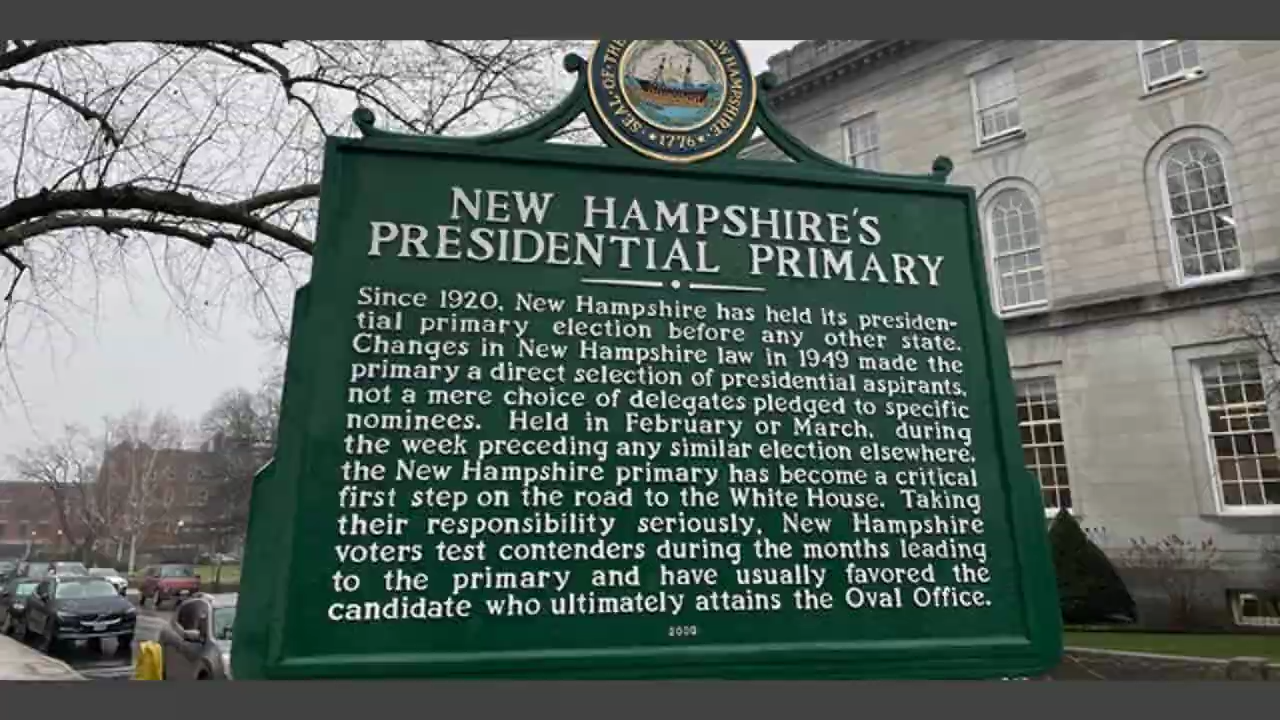 SEAL · OF · THE NEW HAMPSHIRE
· 1776 ·
NEW HAMPSHIRE'S
PRESIDENTIAL PRIMARY
Since 1920, New Hampshire has held its presiden-
tial primary election before any other state.
Changes in New Hampshire law in 1949 made the
primary a direct selection of presidential aspirants,
not a mere choice of delegates pledged to specific
nominees. Held in February or March, during
the week preceding any similar election elsewhere,
the New Hampshire primary has become a critical
first step on the road to the White House. Taking
their responsibility seriously, New Hampshire
voters test contenders during the months leading
to the primary and have usually favored the
candidate who ultimately attains the Oval Office.
2000